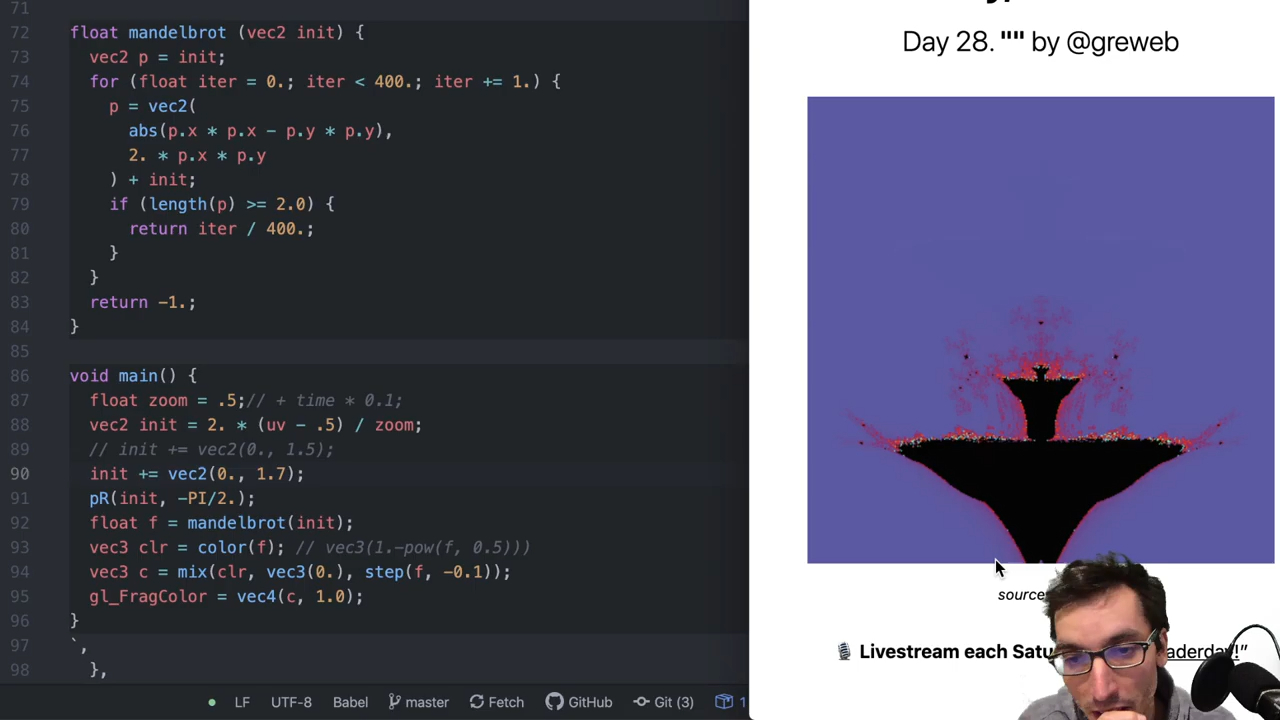 71
72 float mandelbrot (vec2 init) {
73 vec2 p = init;
74 for (float iter = 0.; iter < 400.; iter += 1.) {
75 p = vec2(
76 abs(p.x * p.x - p.y * p.y),
77 2. * p.x * p.y
78 ) + init;
79 if (length(p) >= 2.0) {
80 return iter / 400.;
81 }
82 }
83 return -1.;
84 }
85
86 void main() {
87 float zoom = .5;// + time * 0.1;
88 vec2 init = 2. * (uv - .5) / zoom;
89 // init += vec2(0., 1.5);
90 init += vec2(0., 1.7);
91 pR(init, -PI/2.);
92 float f = mandelbrot(init);
93 vec3 clr = color(f); // vec3(1.-pow(f, 0.5)))
94 vec3 c = mix(clr, vec3(0.), step(f, -0.1));
95 gl_FragColor = vec4(c, 1.0);
96 }
97 `,
98 },
LF UTF-8 Babel master Fetch GitHub Git (3) 1
Day 28. "" by @greweb
source
Livestream each Satu aderday!”